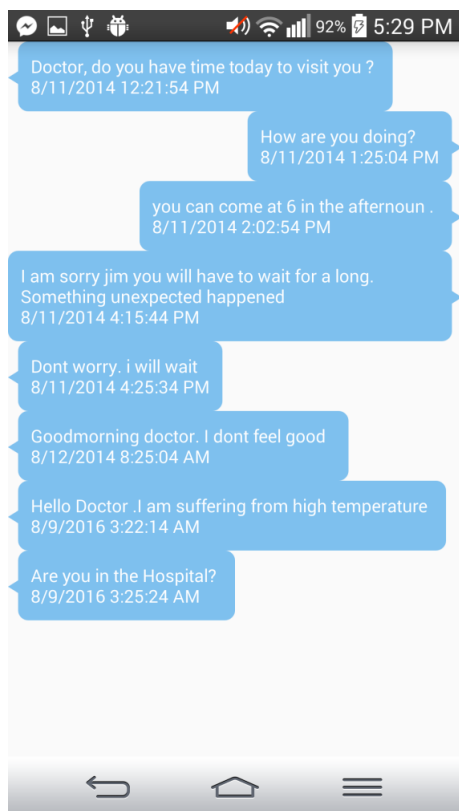 92% 5:29 PM
Doctor, do you have time today to visit you ?
8/11/2014 12:21:54 PM
How are you doing?
8/11/2014 1:25:04 PM
you can come at 6 in the afternoun .
8/11/2014 2:02:54 PM
I am sorry jim you will have to wait for a long.
Something unexpected happened
8/11/2014 4:15:44 PM
Dont worry. i will wait
8/11/2014 4:25:34 PM
Goodmorning doctor. I dont feel good
8/12/2014 8:25:04 AM
Hello Doctor .I am suffering from high temperature
8/9/2016 3:22:14 AM
Are you in the Hospital?
8/9/2016 3:25:24 AM